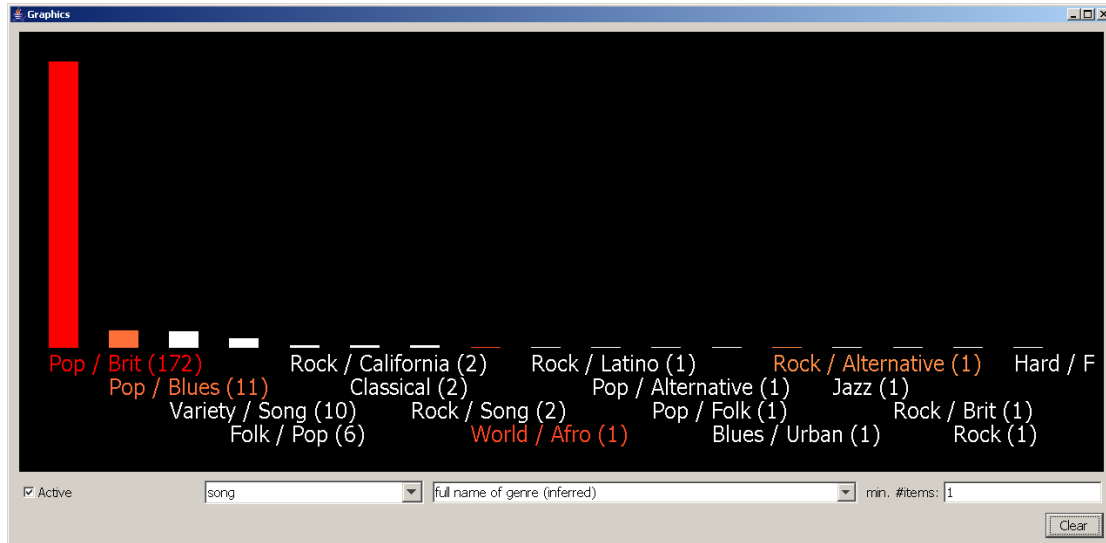 Graphics
Pop / Brit (172)
Rock / California (2)
Rock / Latino (1)
Rock / Alternative (1)
Hard / F
Pop / Blues (11)
Classical (2)
Pop / Alternative (1)
Jazz (1)
Variety / Song (10)
Rock / Song (2)
Pop / Folk (1)
Rock / Brit (1)
Folk / Pop (6)
World / Afro (1)
Blues / Urban (1)
Rock (1)
Active
song
full name of genre (inferred)
min. #items: 1
Clear